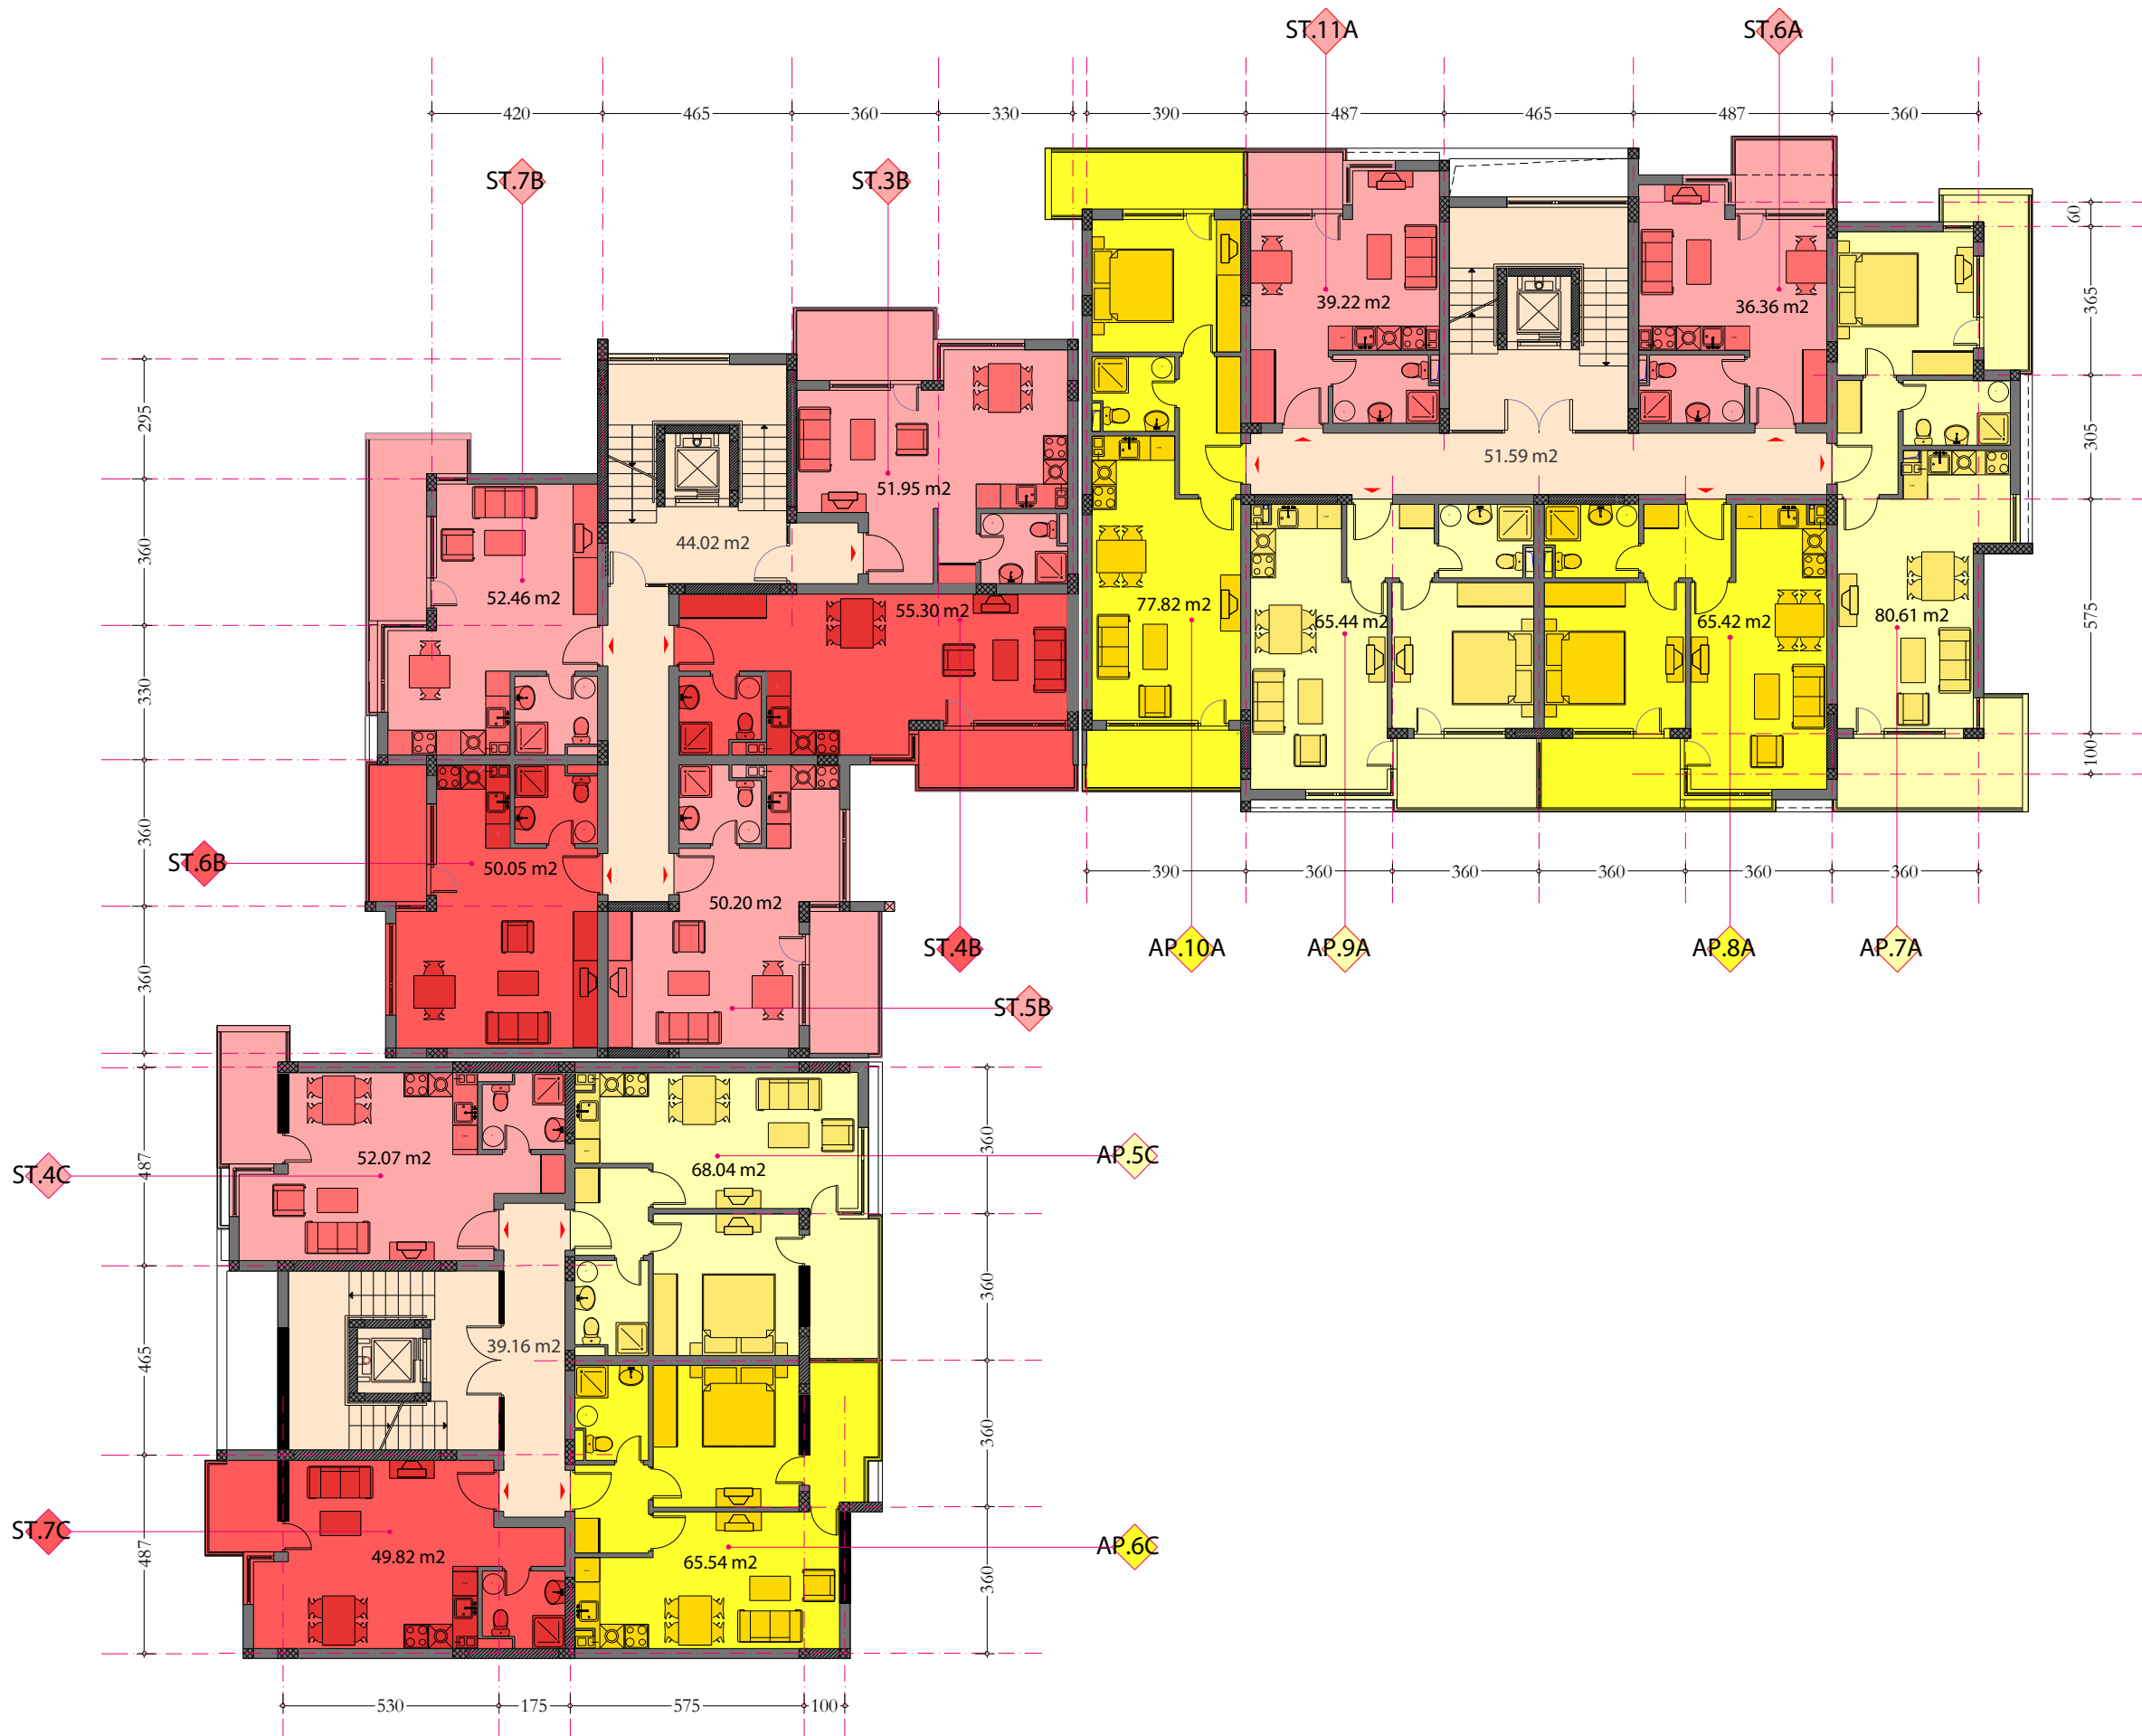 ST.11A
ST.6A
420
465
360
330
390
487
465
487
360
ST.7B
ST.3B
60
365
305
575
100
39.22 m2
36.36 m2
51.59 m2
295
360
330
360
360
51.95 m2
44.02 m2
52.46 m2
55.30 m2
77.82 m2
65.44 m2
65.42 m2
80.61 m2
ST.6B
50.05 m2
50.20 m2
390
360
360
360
360
360
ST.4B
AP.10A
AP.9A
AP.8A
AP.7A
ST.5B
ST.4C
52.07 m2
68.04 m2
AP.5C
487
465
487
360
360
360
360
39.16 m2
ST.7C
49.82 m2
65.54 m2
AP.6C
530
175
575
100